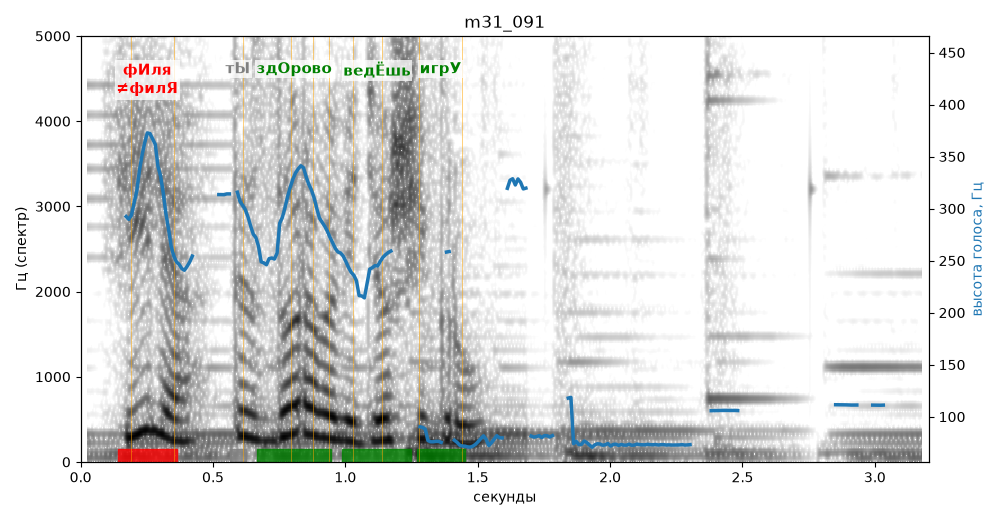 m31_091
фИля
≠филЯ
тЫ здОрово ведЁшь игрУ
5000
4000
3000
2000
1000
0
Гц (спектр)
450
400
350
300
250
200
150
100
высота голоса, Гц
0.0 0.5 1.0 1.5 2.0 2.5 3.0
секунды